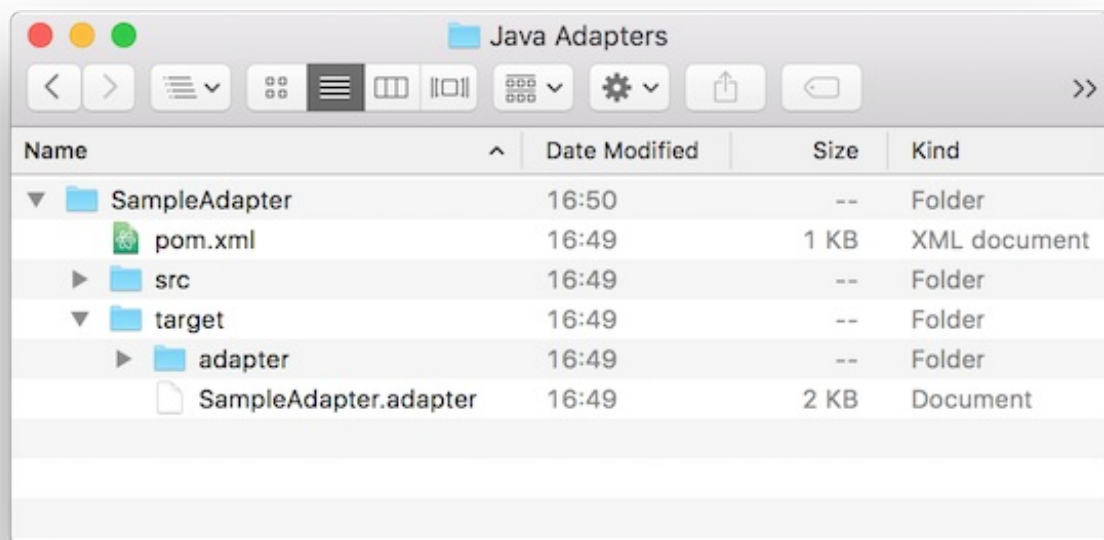 Java Adapters
Name Date Modified Size Kind
SampleAdapter 16:50 -- Folder
pom.xml 16:49 1 KB XML document
src 16:49 -- Folder
target 16:49 -- Folder
adapter 16:49 -- Folder
SampleAdapter.adapter 16:49 2 KB Document